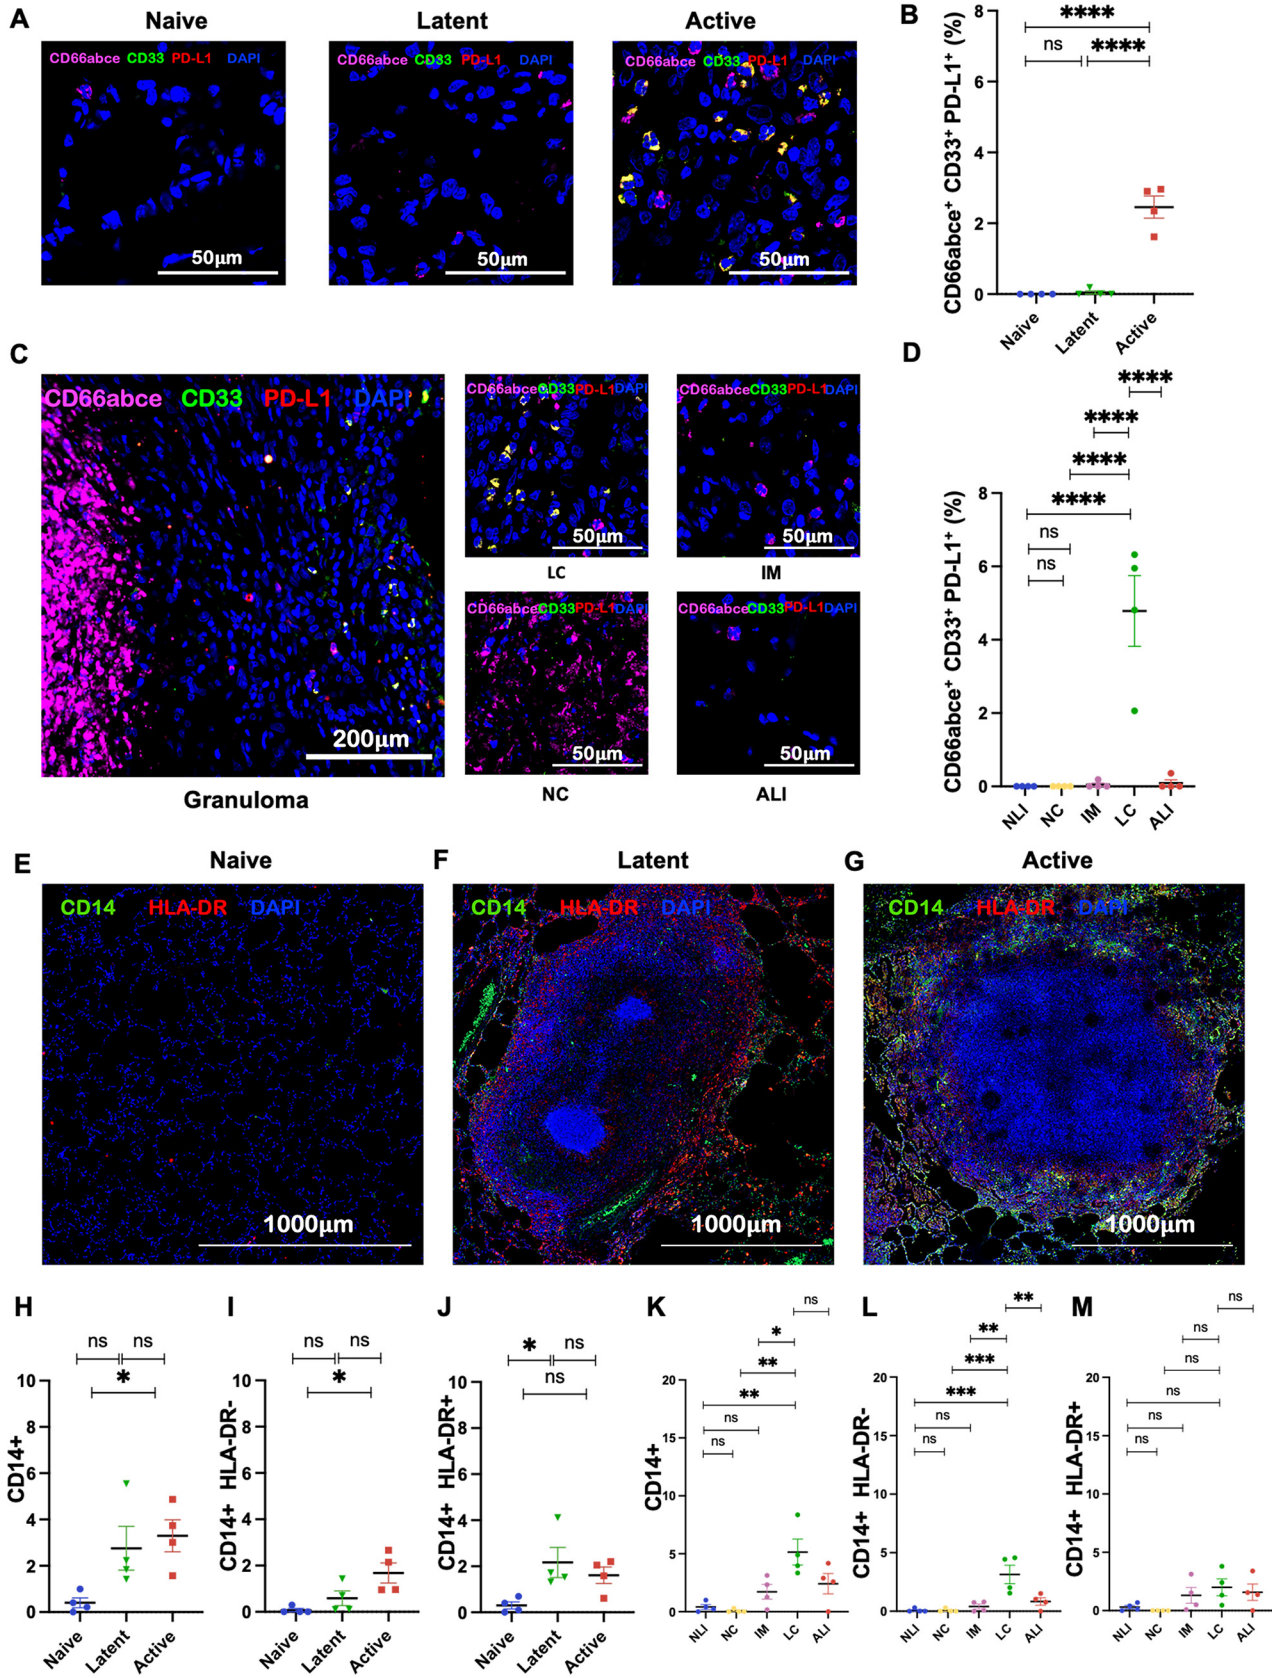 A
Naive
Latent
Active
CD66abce CD33 PD-L1 DAPI
50µm
CD66abce CD33 PD-L1 DAPI
50µm
CD66abce CD33 PD-L1 DAPI
50µm
B
CD66abce⁺ CD33⁺ PD-L1⁺ (%)
****
ns
****
8
6
4
2
0
Naive
Latent
Active
C
CD66abce CD33 PD-L1 DAPI
200µm
Granuloma
CD66abceCD33PD-L1DAPI
50µm
LC
CD66abceCD33PD-L1DAPI
50µm
IM
CD66abceCD33PD-L1DAPI
50µm
NC
CD66abceCD33PD-L1DAPI
50µm
ALI
D
CD66abce⁺ CD33⁺ PD-L1⁺ (%)
****
****
****
****
ns
ns
8
6
4
2
0
NLI
NC
IM
LC
ALI
E
Naive
CD14 HLA-DR DAPI
1000µm
F
Latent
CD14 HLA-DR DAPI
1000µm
G
Active
CD14 HLA-DR DAPI
1000µm
H
CD14+
ns
ns
*
10
8
6
4
2
0
Naive
Latent
Active
I
CD14+ HLA-DR-
ns
ns
*
10
8
6
4
2
0
Naive
Latent
Active
J
CD14+ HLA-DR+
*
ns
ns
10
8
6
4
2
0
Naive
Latent
Active
K
CD14+
ns
*
**
**
ns
ns
20
15
10
5
0
NLI
NC
IM
LC
ALI
L
CD14+ HLA-DR-
**
**
***
***
ns
ns
20
15
10
5
0
NLI
NC
IM
LC
ALI
M
CD14+ HLA-DR+
ns
ns
ns
ns
ns
ns
20
15
10
5
0
NLI
NC
IM
LC
ALI